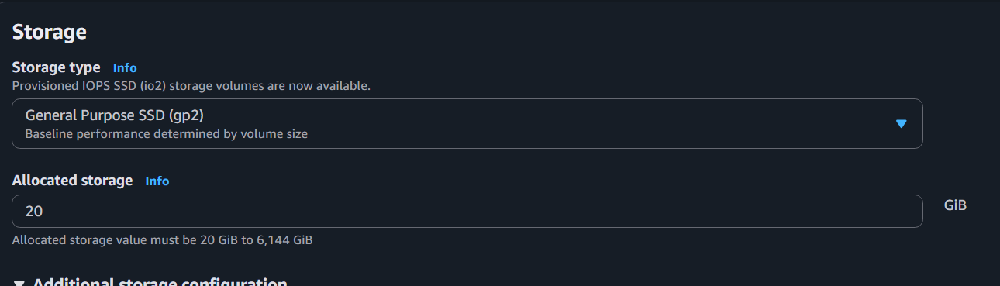 Storage
Storage type Info
Provisioned IOPS SSD (io2) storage volumes are now available.
General Purpose SSD (gp2)
Baseline performance determined by volume size
Allocated storage Info
20
GiB
Allocated storage value must be 20 GiB to 6,144 GiB
Additional storage configuration